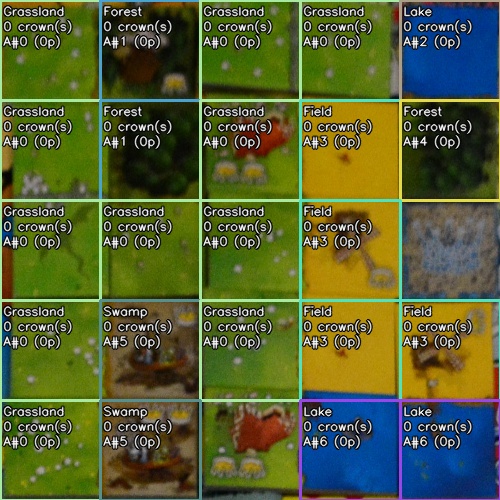 Grassland
0 crown(s)
A#0 (0p)
Forest
0 crown(s)
A#1 (0p)
Grassland
0 crown(s)
A#0 (0p)
Grassland
0 crown(s)
A#0 (0p)
Lake
0 crown(s)
A#2 (0p)
Grassland
0 crown(s)
A#0 (0p)
Forest
0 crown(s)
A#1 (0p)
Grassland
0 crown(s)
A#0 (0p)
Field
0 crown(s)
A#3 (0p)
Forest
0 crown(s)
A#4 (0p)
Grassland
0 crown(s)
A#0 (0p)
Grassland
0 crown(s)
A#0 (0p)
Grassland
0 crown(s)
A#0 (0p)
Field
0 crown(s)
A#3 (0p)
Grassland
0 crown(s)
A#0 (0p)
Swamp
0 crown(s)
A#5 (0p)
Grassland
0 crown(s)
A#0 (0p)
Field
0 crown(s)
A#3 (0p)
Field
0 crown(s)
A#3 (0p)
Grassland
0 crown(s)
A#0 (0p)
Swamp
0 crown(s)
A#5 (0p)
Lake
0 crown(s)
A#6 (0p)
Lake
0 crown(s)
A#6 (0p)